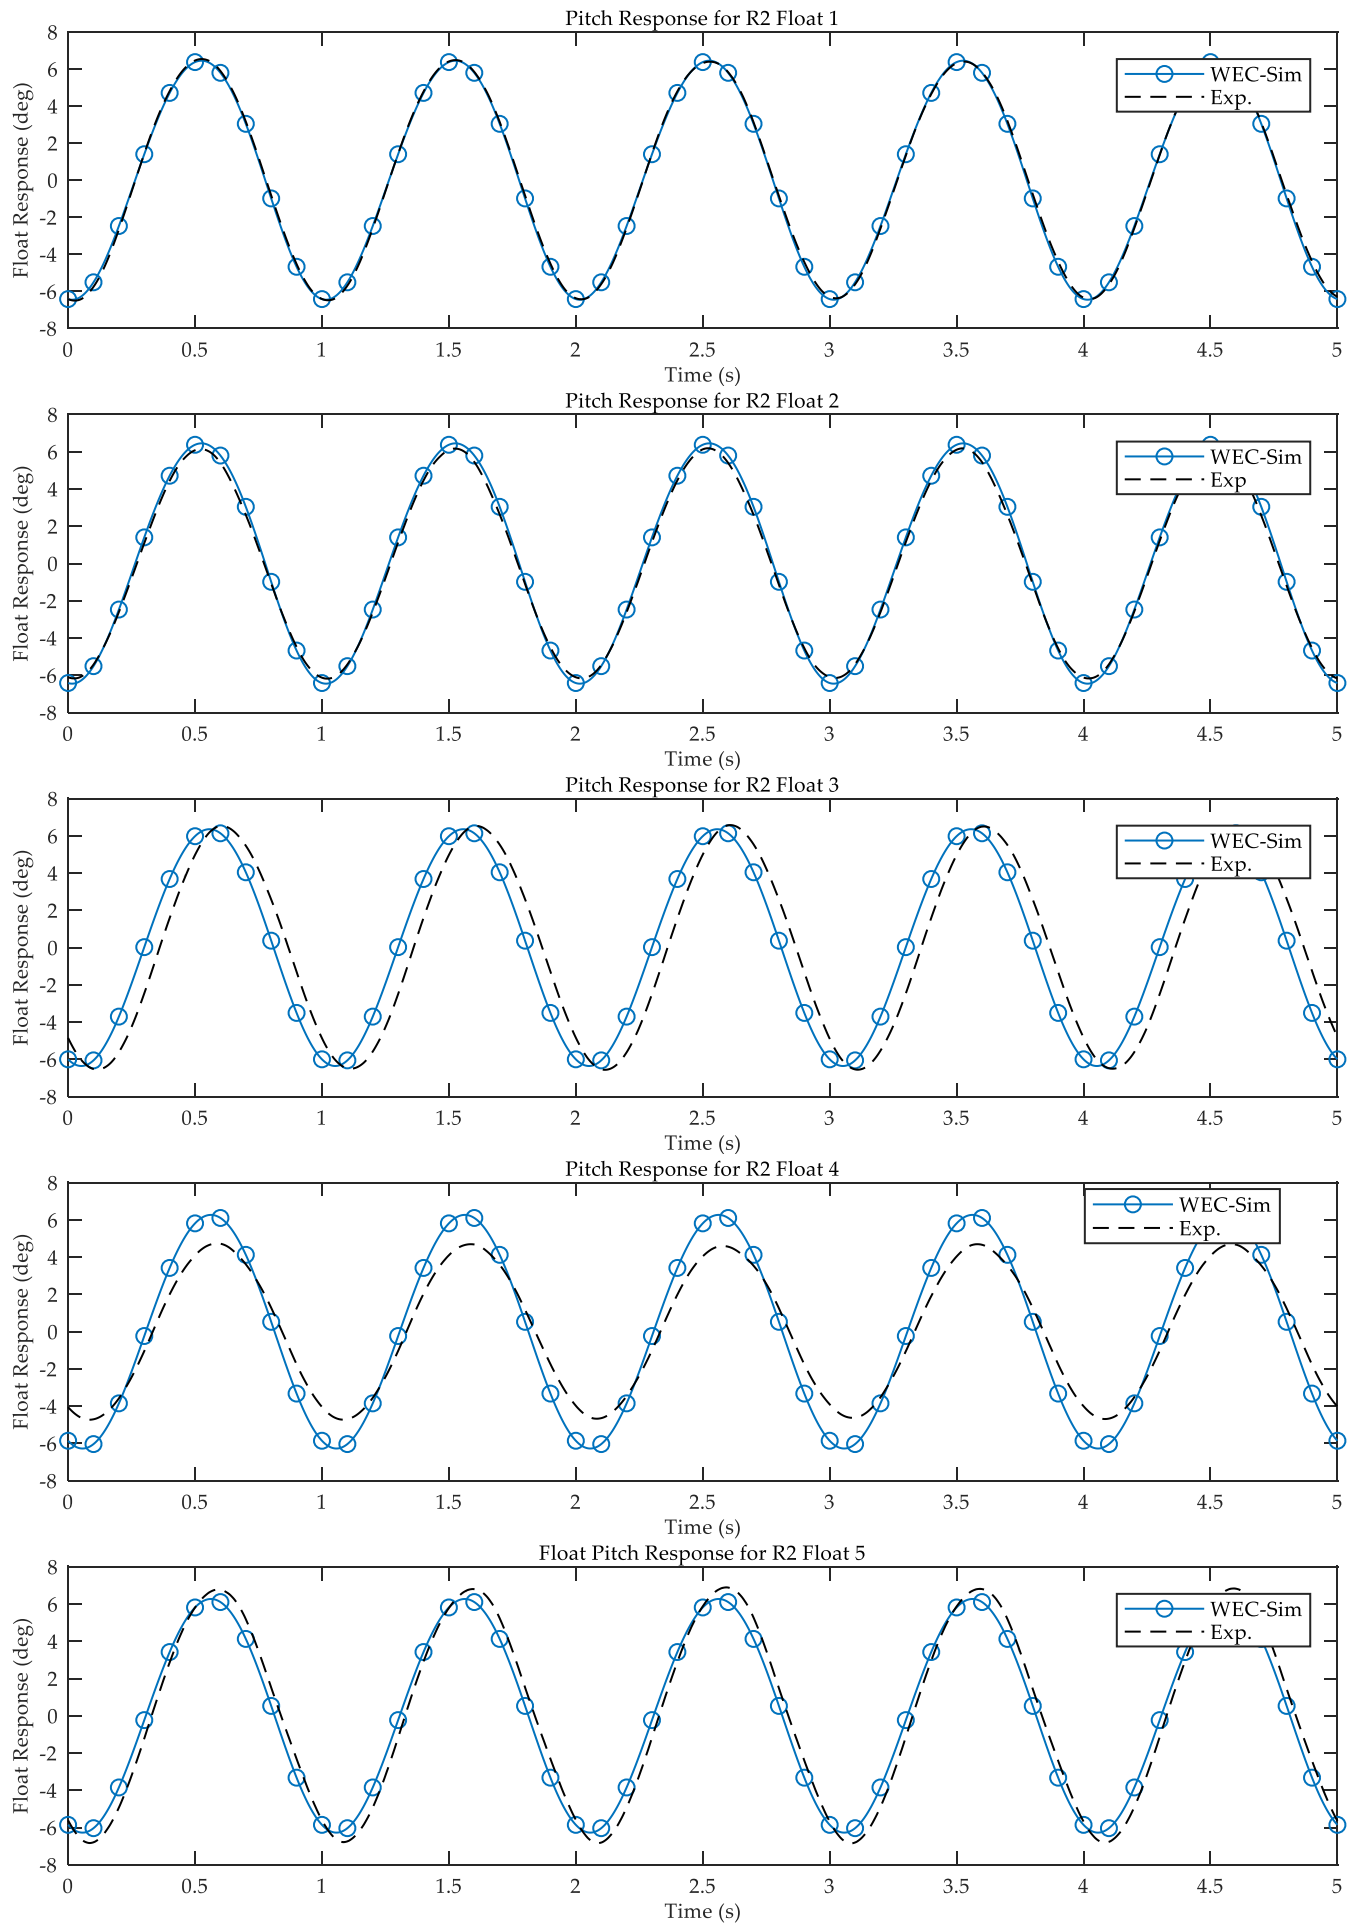 Pitch Response for R2 Float 1
8
6
4
2
0
-2
-4
-6
-8
Float Response (deg)
WEC-Sim
Exp.
0 0.5 1 1.5 2 2.5 3 3.5 4 4.5 5
Time (s)
Pitch Response for R2 Float 2
8
6
4
2
0
-2
-4
-6
-8
Float Response (deg)
WEC-Sim
Exp
0 0.5 1 1.5 2 2.5 3 3.5 4 4.5 5
Time (s)
Pitch Response for R2 Float 3
8
6
4
2
0
-2
-4
-6
-8
Float Response (deg)
WEC-Sim
Exp.
0 0.5 1 1.5 2 2.5 3 3.5 4 4.5 5
Time (s)
Pitch Response for R2 Float 4
8
6
4
2
0
-2
-4
-6
-8
Float Response (deg)
WEC-Sim
Exp.
0 0.5 1 1.5 2 2.5 3 3.5 4 4.5 5
Time (s)
Float Pitch Response for R2 Float 5
8
6
4
2
0
-2
-4
-6
-8
Float Response (deg)
WEC-Sim
Exp.
0 0.5 1 1.5 2 2.5 3 3.5 4 4.5 5
Time (s)